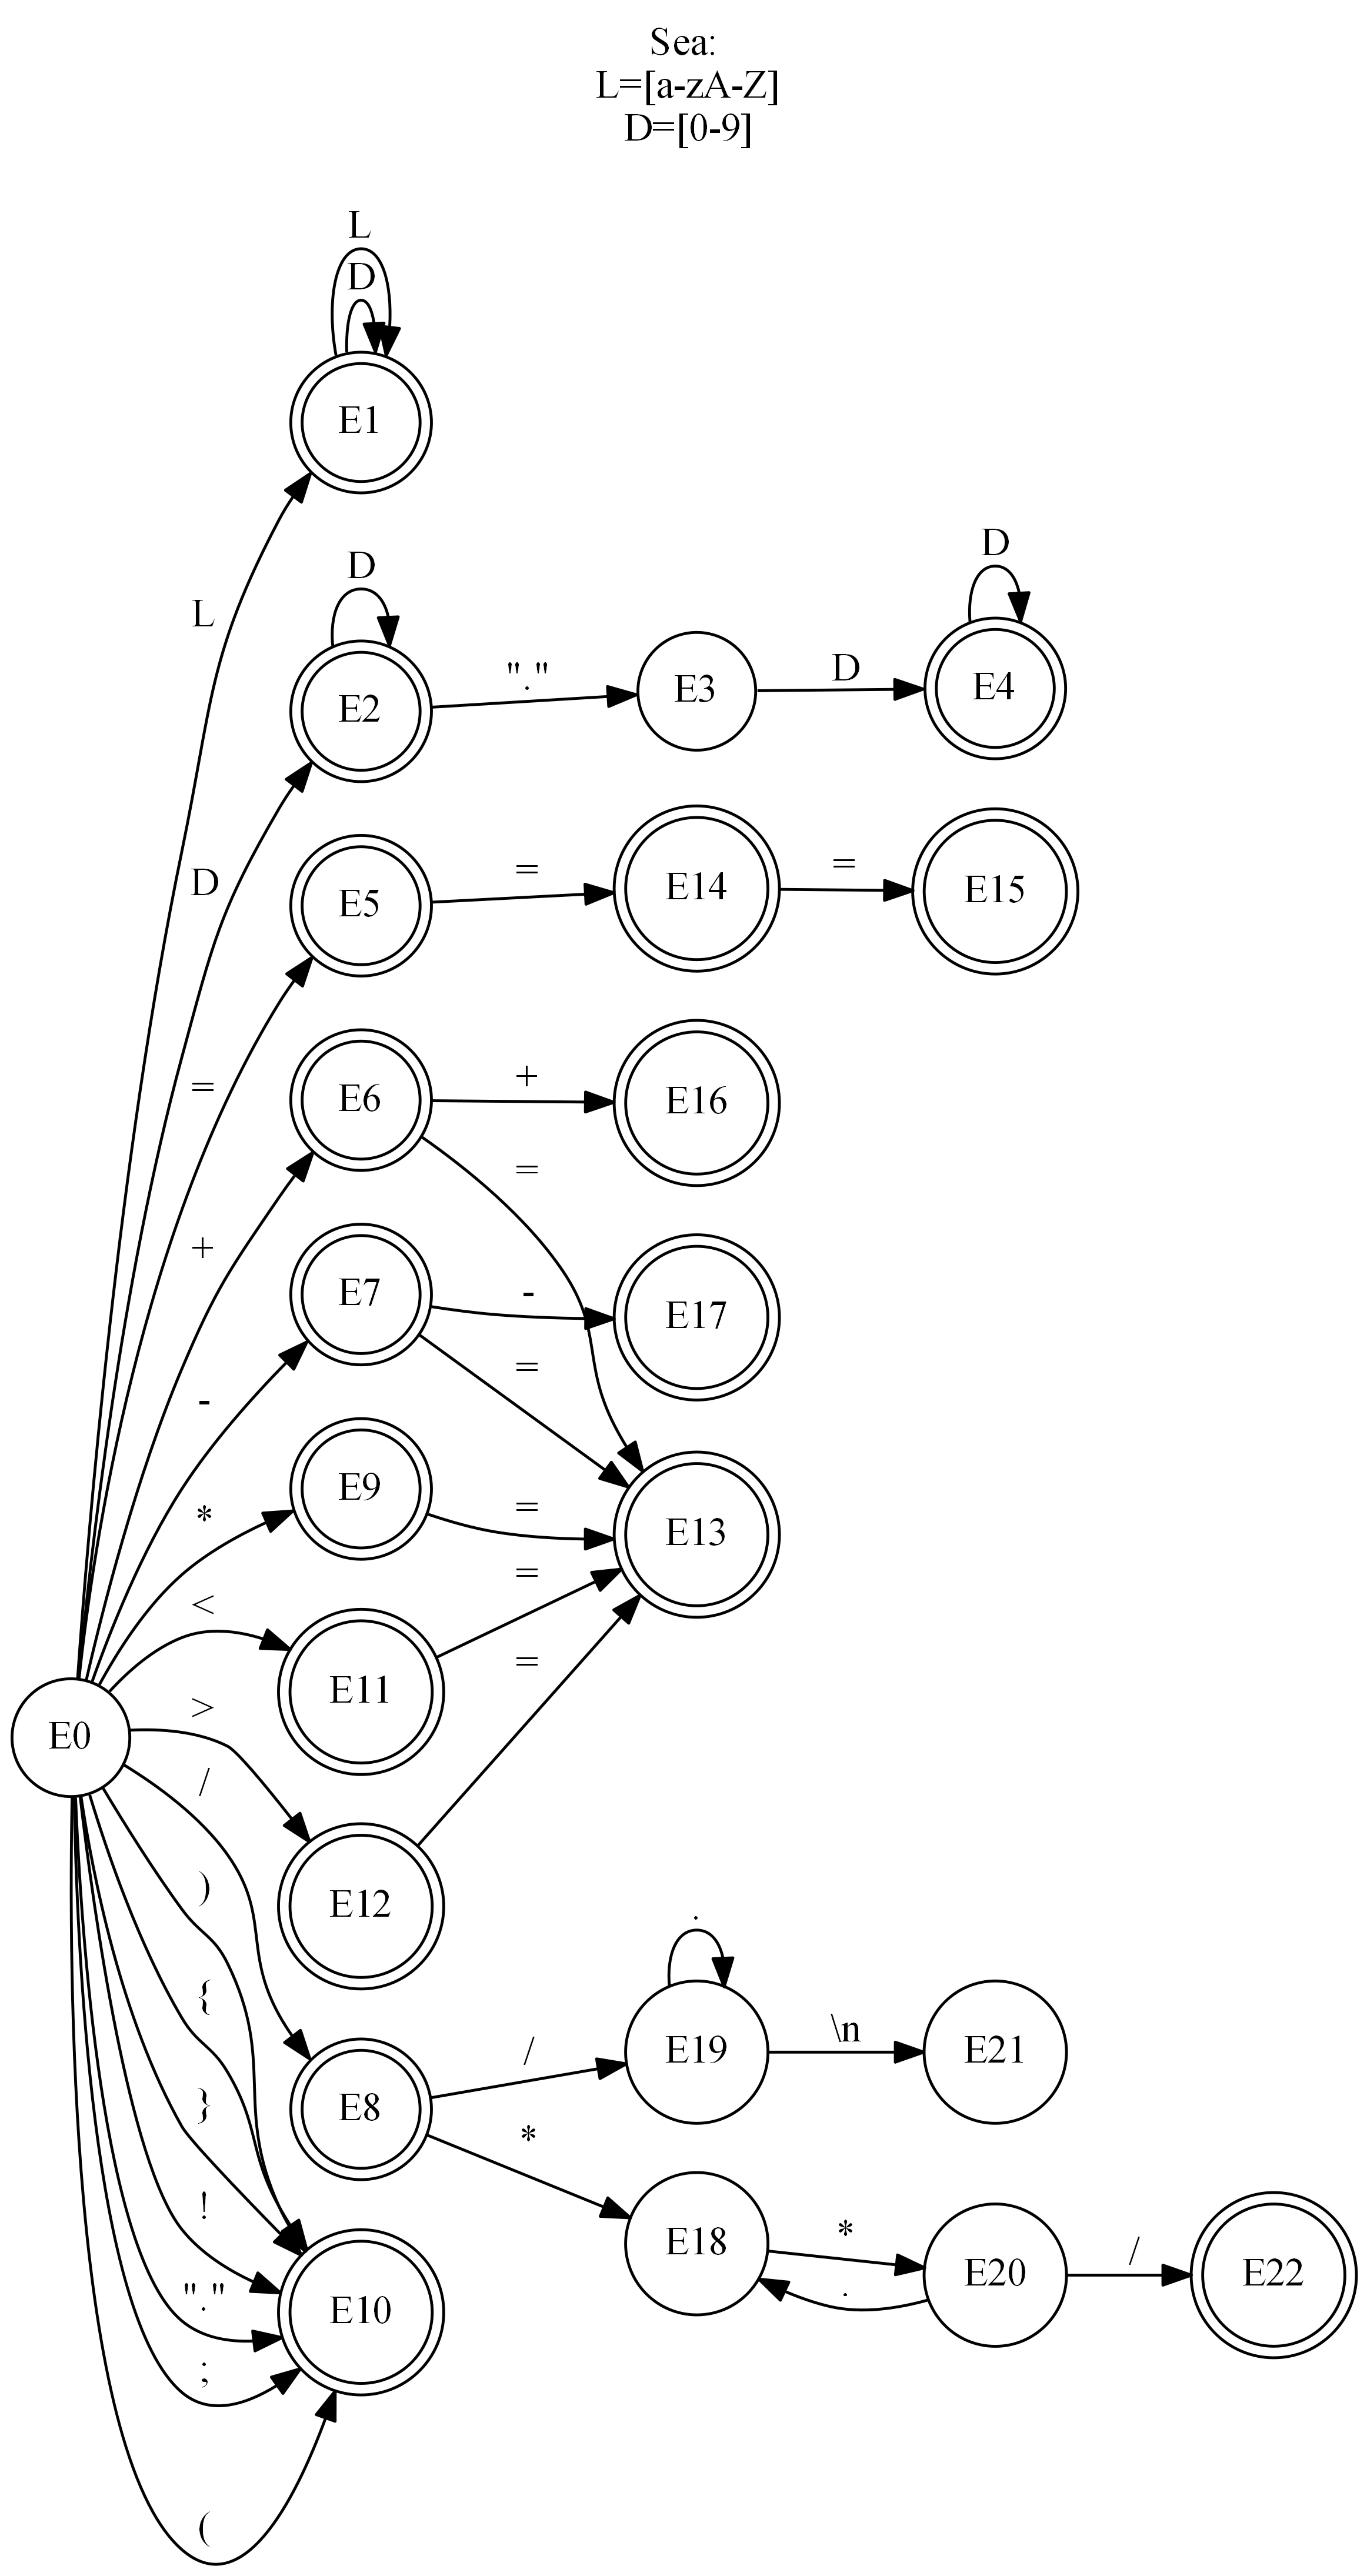 Sea:
L=[a-zA-Z]
D=[0-9]
L
D
E1
L
D
D
"."
E3
D
E4
E2
D
=
E14
=
E15
E5
=
+
E16
E6
=
+
-
E17
E7
=
-
*
E9
=
E13
<
=
E11
=
E0
>
/
E12
)
.
{
/
E19
\n
E21
}
E8
*
!
E18
*
.
E20
/
E22
"."
E10
;
(